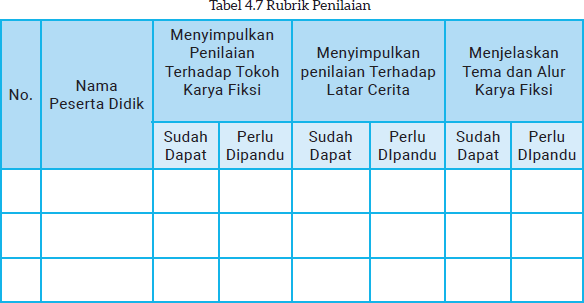 Tabel 4.7 Rubrik Penilaian
No.
Nama
Peserta Didik
Menyimpulkan
Penilaian
Terhadap Tokoh
Karya Fiksi
Menyimpulkan
penilaian Terhadap
Latar Cerita
Menjelaskan
Tema dan Alur
Karya Fiksi
Sudah
Dapat
Perlu
Dipandu
Sudah
Dapat
Perlu
DIpandu
Sudah
Dapat
Perlu
DIpandu